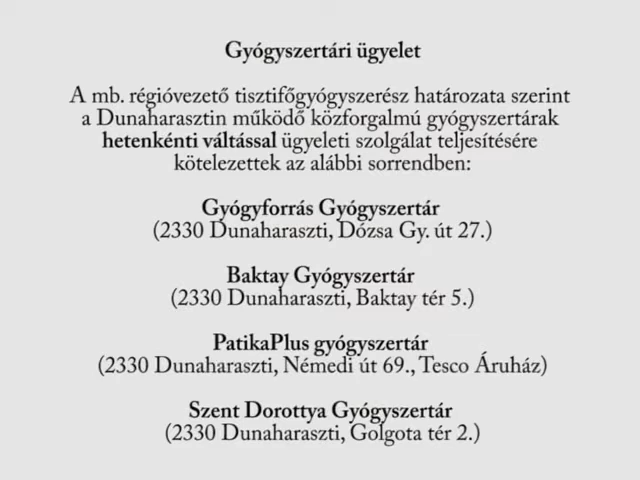 Gyógyszertári ügyelet
A mb. régióvezető tisztifőgyógyszerész határozata szerint
a Dunaharasztin működő közforgalmú gyógyszertárak
hetenkénti váltással ügyeleti szolgálat teljesítésére
kötelezettek az alábbi sorrendben:
Gyógyforrás Gyógyszertár
(2330 Dunaharaszti, Dózsa Gy. út 27.)
Baktay Gyógyszertár
(2330 Dunaharaszti, Baktay tér 5.)
PatikaPlus gyógyszertár
(2330 Dunaharaszti, Némedi út 69., Tesco Áruház)
Szent Dorottya Gyógyszertár
(2330 Dunaharaszti, Golgota tér 2.)